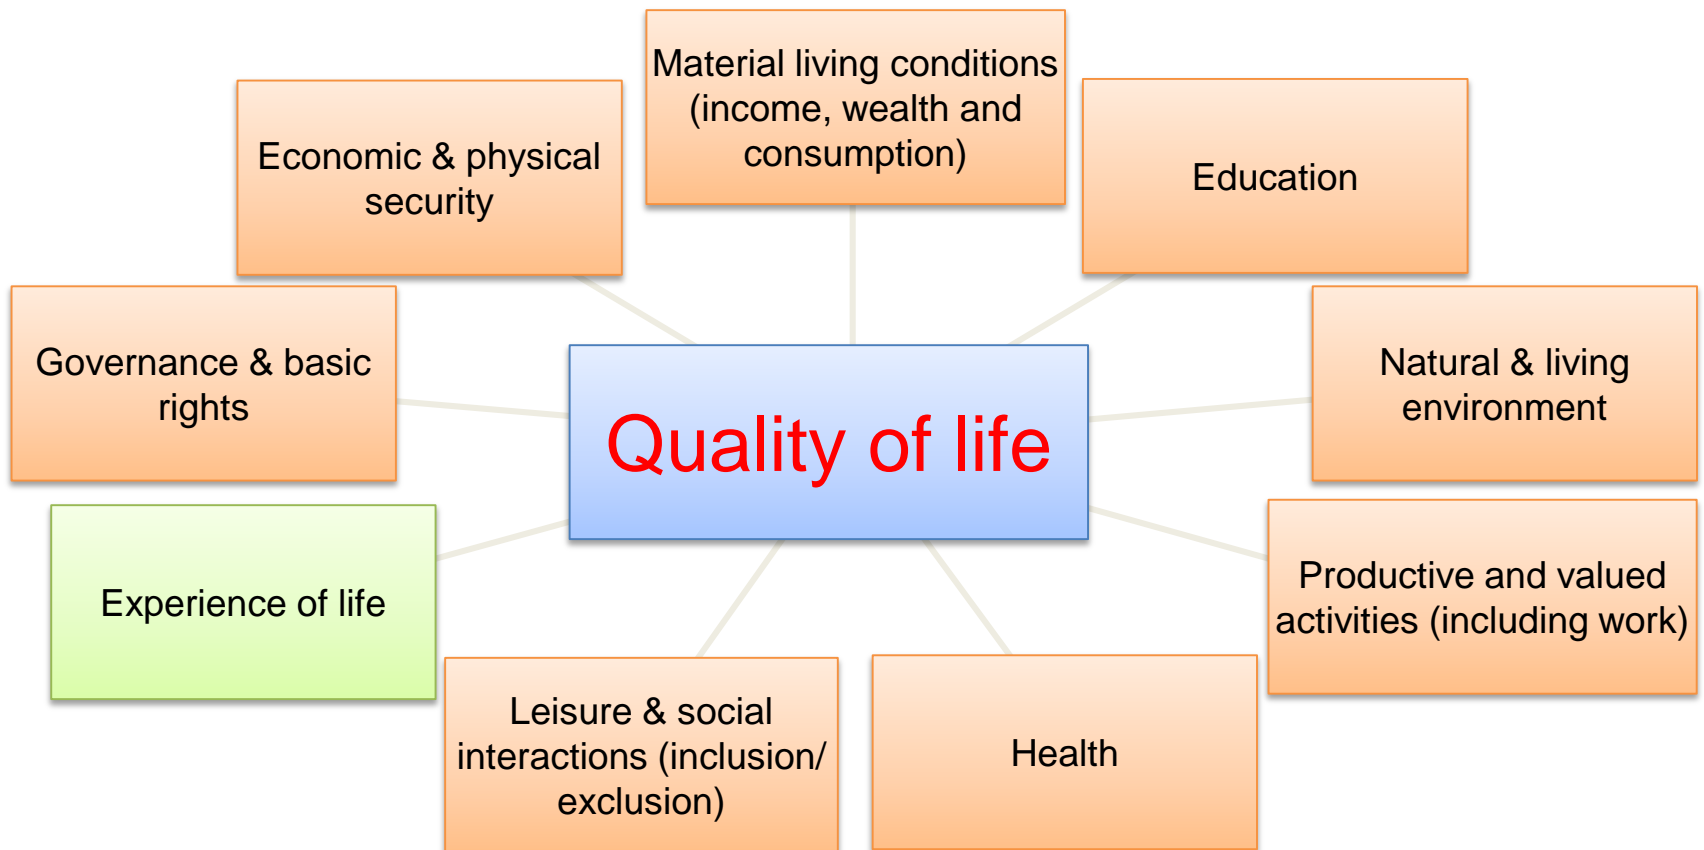 Material living conditions
(income, wealth and
consumption)
Economic & physical
security
Education
Governance & basic
rights
Natural & living
environment
Quality of life
Experience of life
Productive and valued
activities (including work)
Leisure & social
interactions (inclusion/
exclusion)
Health